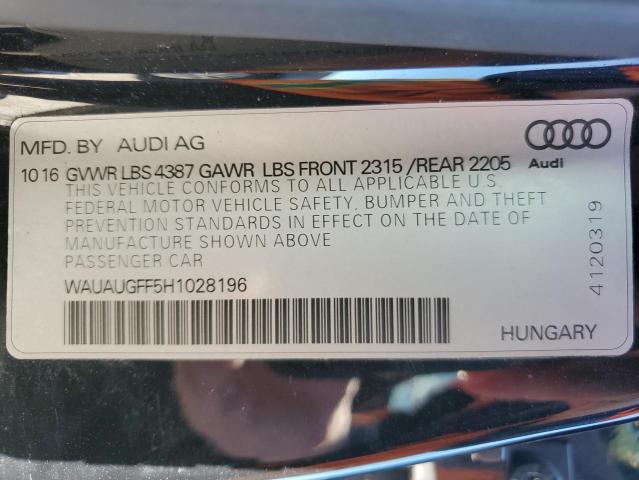 MFD. BY AUDI AG
10 16 GVWR LBS 4387 GAWR LBS FRONT 2315 /REAR 2205
Audi
THIS VEHICLE CONFORMS TO ALL APPLICABLE U.S.
FEDERAL MOTOR VEHICLE SAFETY, BUMPER AND THEFT
PREVENTION STANDARDS IN EFFECT ON THE DATE OF
MANUFACTURE SHOWN ABOVE
PASSENGER CAR
WAUAUGFF5H1028196
4120319
HUNGARY